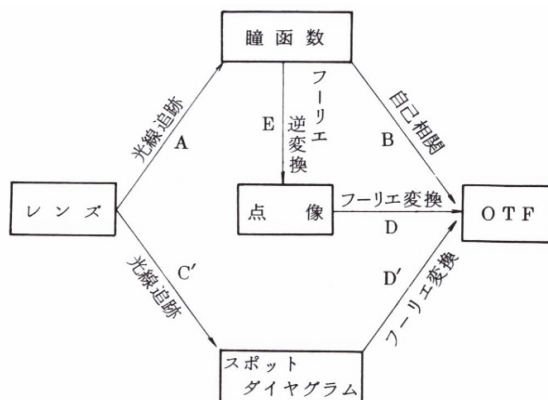 瞳函数
光線追跡
A
E
フーリエ
逆変換
自己相関
B
レンズ
点像
フーリエ変換
D
OTF
光線追跡
C′
D′
フーリエ変換
スポット
ダイヤグラム